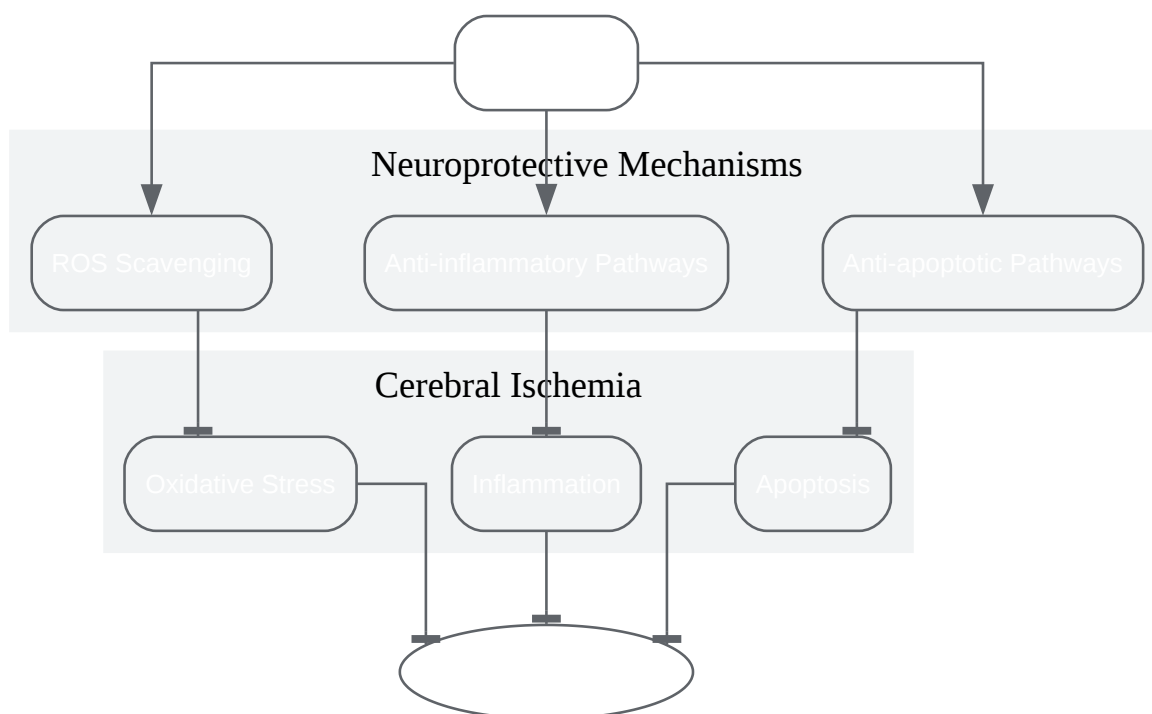 Neuroprotective Mechanisms
ROS Scavenging
Anti-inflammatory Pathways
Anti-apoptotic Pathways
Cerebral Ischemia
Oxidative Stress
Inflammation
Apoptosis